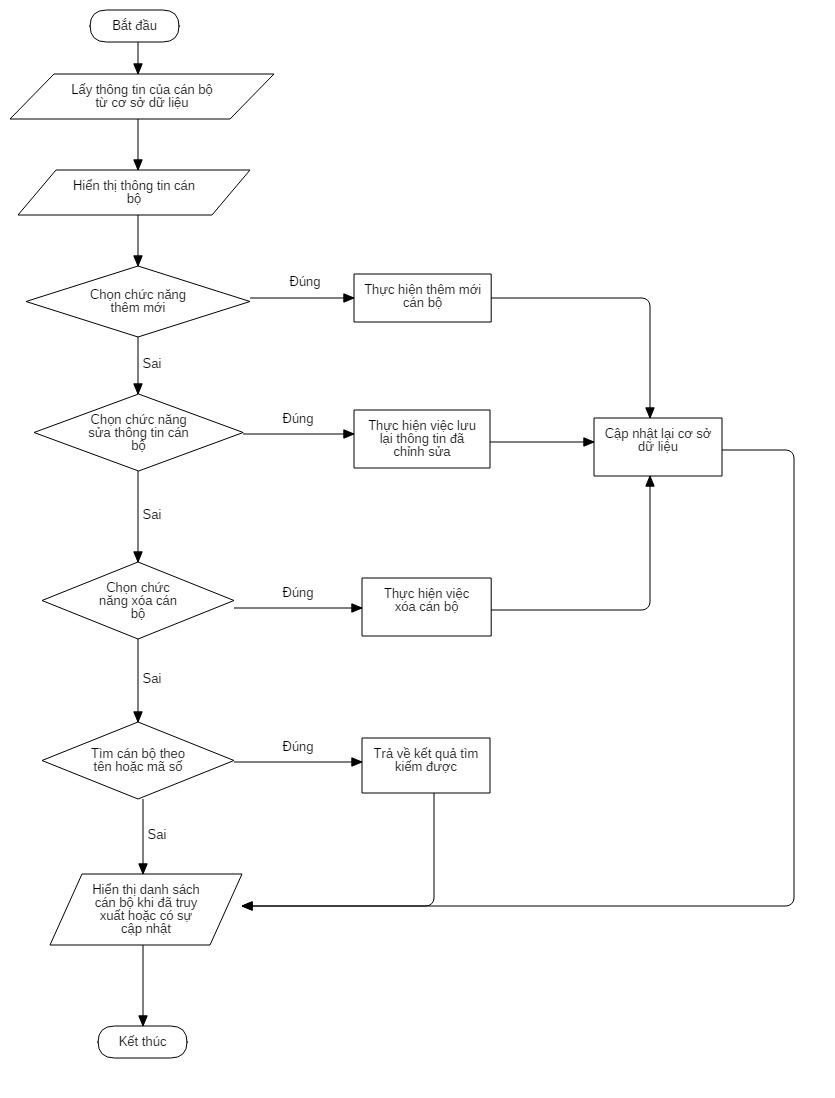 Bắt đầu
Lấy thông tin của cán bộ
từ cơ sở dữ liệu
Hiển thị thông tin cán
bộ
Chọn chức năng
thêm mới
Đúng
Thực hiện thêm mới
cán bộ
Sai
Chọn chức năng
sửa thông tin cán
bộ
Đúng
Thực hiện việc lưu
lại thông tin đã
chỉnh sửa
Cập nhật lại cơ sở
dữ liệu
Sai
Chọn chức
năng xóa cán
bộ
Đúng
Thực hiện việc
xóa cán bộ
Sai
Tìm cán bộ theo
tên hoặc mã số
Đúng
Trả về kết quả tìm
kiếm được
Sai
Hiển thị danh sách
cán bộ khi đã truy
xuất hoặc có sự
cập nhật
Kết thúc